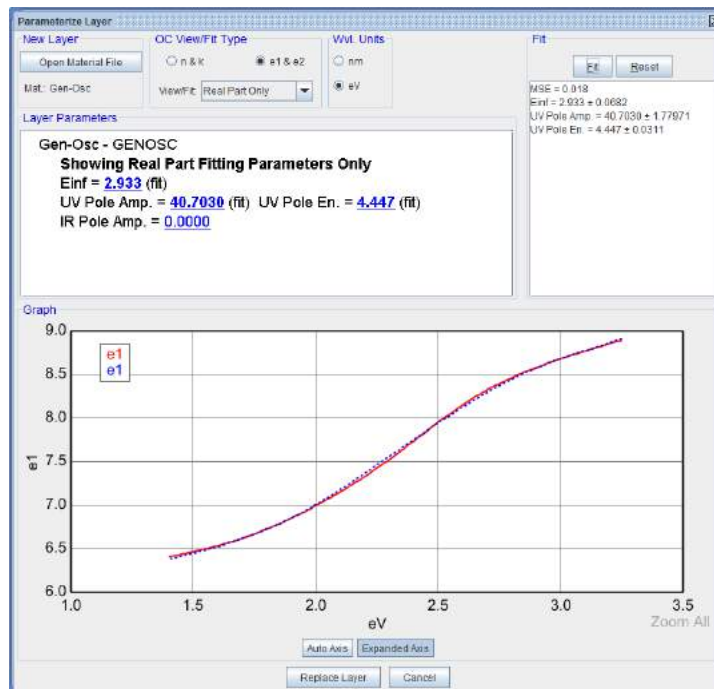 Parameterize Layer
New Layer
Open Material File
Mat.: Gen-Osc
OC View/Fit Type
n & k
e1 & e2
View/Fit: Real Part Only
Wvl. Units
nm
eV
Fit
Fit
Reset
MSE = 0.018
Einf = 2.933 ± 0.0682
UV Pole Amp. = 40.7030 ± 1.77971
UV Pole En. = 4.447 ± 0.0311
Layer Parameters
Gen-Osc - GENOSC
Showing Real Part Fitting Parameters Only
Einf = 2.933 (fit)
UV Pole Amp. = 40.7030 (fit) UV Pole En. = 4.447 (fit)
IR Pole Amp. = 0.0000
Graph
e1
e1
9.0
8.5
8.0
7.5
7.0
6.5
6.0
e1
1.0 1.5 2.0 2.5 3.0 3.5
eV
Zoom All
Auto Axis
Expanded Axis
Replace Layer
Cancel